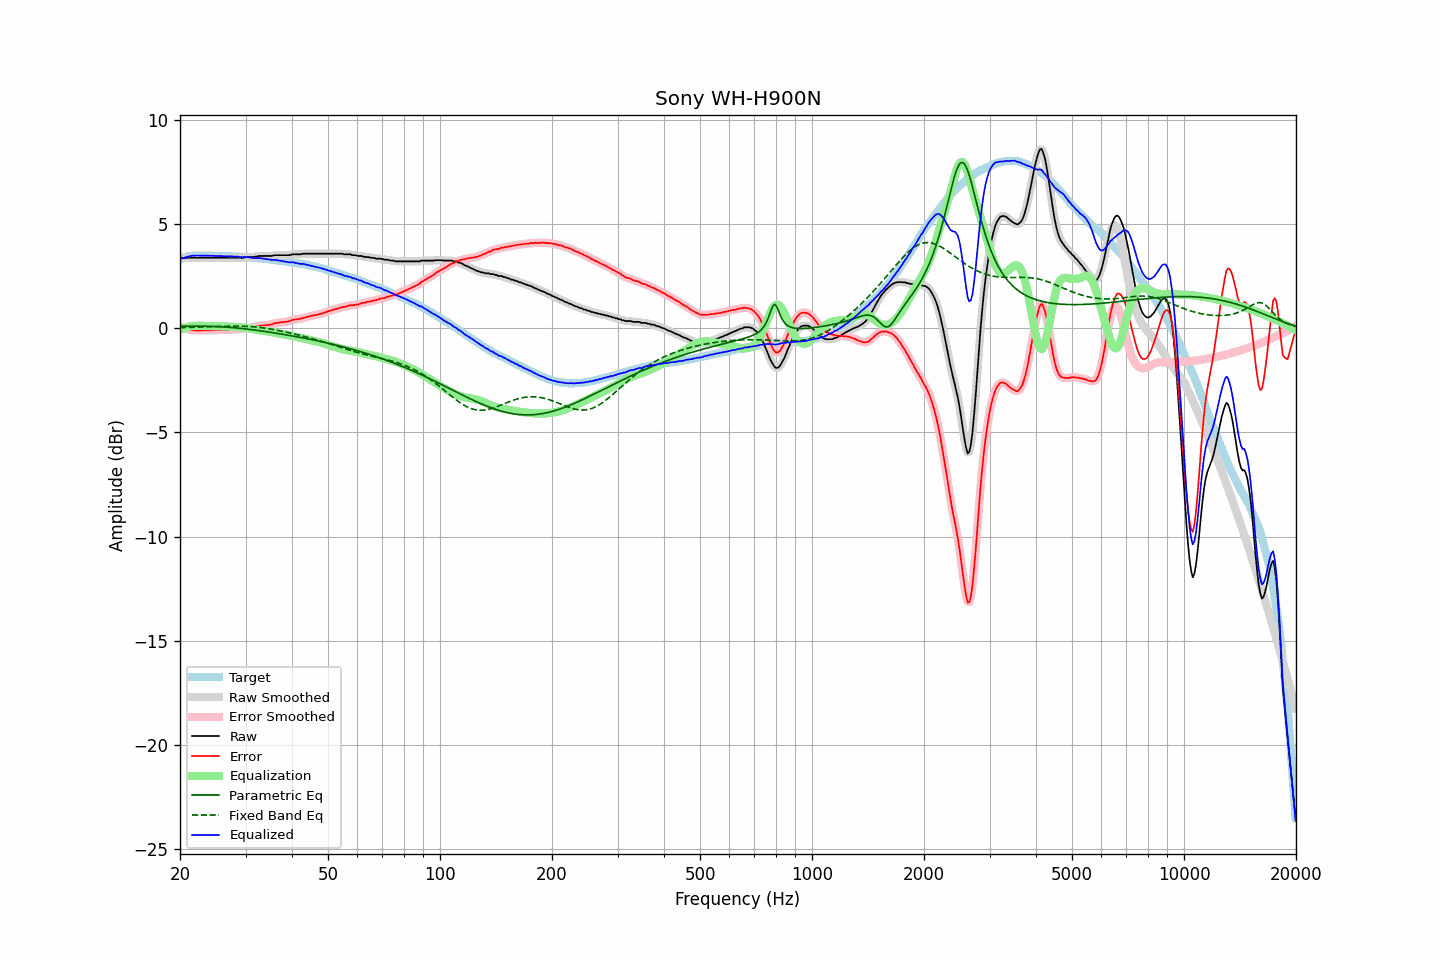 Sony WH-H900N
Amplitude (dBr)
10
5
0
−5
−10
−15
−20
−25
Target
Raw Smoothed
Error Smoothed
Raw
Error
Equalization
Parametric Eq
Fixed Band Eq
Equalized
20 50 100 200 500 1000 2000 5000 10000 20000
Frequency (Hz)